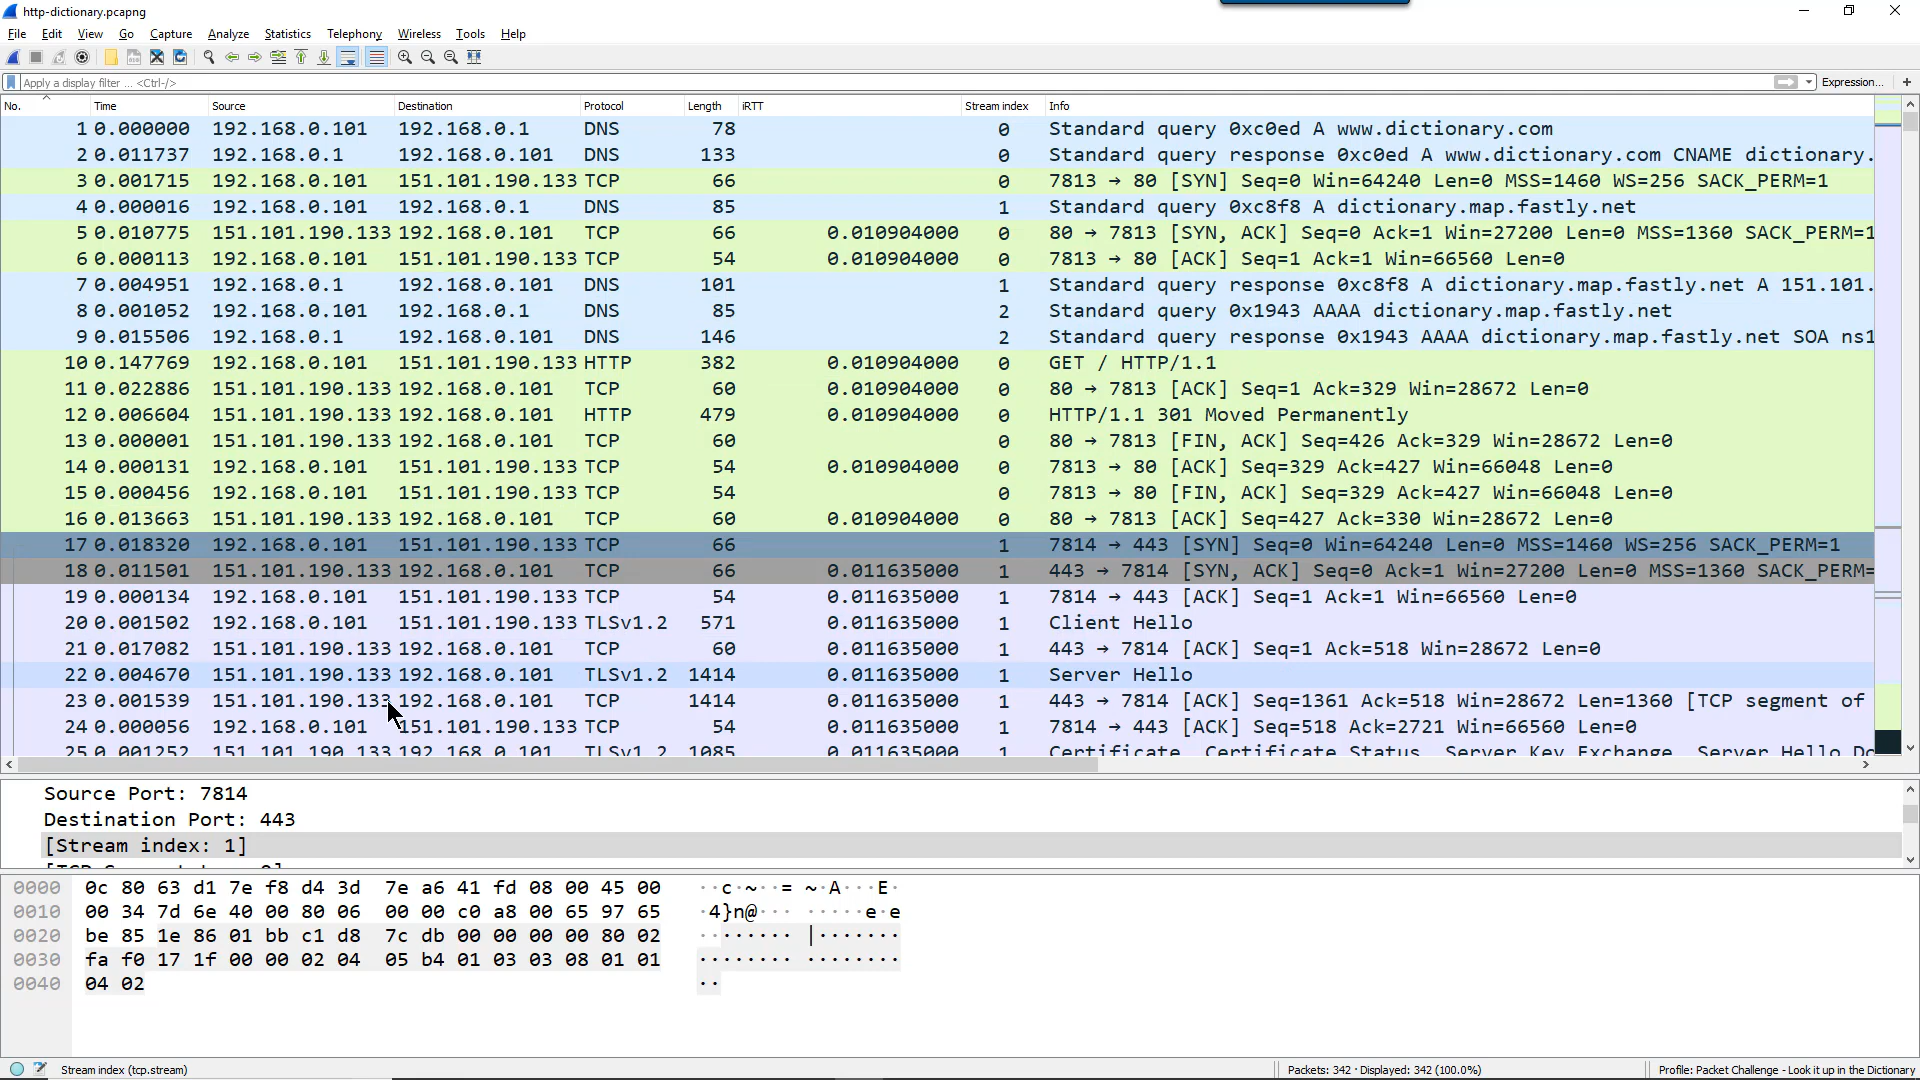 http-dictionary.pcapng
File Edit View Go Capture Analyze Statistics Telephony Wireless Tools Help
Apply a display filter ... <Ctrl-/> Expression... +
No. Time Source Destination Protocol Length iRTT Stream index Info
1 0.000000 192.168.0.101 192.168.0.1 DNS 78 0 Standard query 0xc0ed A www.dictionary.com
2 0.011737 192.168.0.1 192.168.0.101 DNS 133 0 Standard query response 0xc0ed A www.dictionary.com CNAME dictionary.
3 0.001715 192.168.0.101 151.101.190.133 TCP 66 0 7813 → 80 [SYN] Seq=0 Win=64240 Len=0 MSS=1460 WS=256 SACK_PERM=1
4 0.000016 192.168.0.101 192.168.0.1 DNS 85 1 Standard query 0xc8f8 A dictionary.map.fastly.net
5 0.010775 151.101.190.133 192.168.0.101 TCP 66 0.010904000 0 80 → 7813 [SYN, ACK] Seq=0 Ack=1 Win=27200 Len=0 MSS=1360 SACK_PERM=1
6 0.000113 192.168.0.101 151.101.190.133 TCP 54 0.010904000 0 7813 → 80 [ACK] Seq=1 Ack=1 Win=66560 Len=0
7 0.004951 192.168.0.1 192.168.0.101 DNS 101 1 Standard query response 0xc8f8 A dictionary.map.fastly.net A 151.101.
8 0.001052 192.168.0.101 192.168.0.1 DNS 85 2 Standard query 0x1943 AAAA dictionary.map.fastly.net
9 0.015506 192.168.0.1 192.168.0.101 DNS 146 2 Standard query response 0x1943 AAAA dictionary.map.fastly.net SOA ns1
10 0.147769 192.168.0.101 151.101.190.133 HTTP 382 0.010904000 0 GET / HTTP/1.1
11 0.022886 151.101.190.133 192.168.0.101 TCP 60 0.010904000 0 80 → 7813 [ACK] Seq=1 Ack=329 Win=28672 Len=0
12 0.006604 151.101.190.133 192.168.0.101 HTTP 479 0.010904000 0 HTTP/1.1 301 Moved Permanently
13 0.000001 151.101.190.133 192.168.0.101 TCP 60 0 80 → 7813 [FIN, ACK] Seq=426 Ack=329 Win=28672 Len=0
14 0.000131 192.168.0.101 151.101.190.133 TCP 54 0.010904000 0 7813 → 80 [ACK] Seq=329 Ack=427 Win=66048 Len=0
15 0.000456 192.168.0.101 151.101.190.133 TCP 54 0 7813 → 80 [FIN, ACK] Seq=329 Ack=427 Win=66048 Len=0
16 0.013663 151.101.190.133 192.168.0.101 TCP 60 0.010904000 0 80 → 7813 [ACK] Seq=427 Ack=330 Win=28672 Len=0
17 0.018320 192.168.0.101 151.101.190.133 TCP 66 1 7814 → 443 [SYN] Seq=0 Win=64240 Len=0 MSS=1460 WS=256 SACK_PERM=1
18 0.011501 151.101.190.133 192.168.0.101 TCP 66 0.011635000 1 443 → 7814 [SYN, ACK] Seq=0 Ack=1 Win=27200 Len=0 MSS=1360 SACK_PERM=
19 0.000134 192.168.0.101 151.101.190.133 TCP 54 0.011635000 1 7814 → 443 [ACK] Seq=1 Ack=1 Win=66560 Len=0
20 0.001502 192.168.0.101 151.101.190.133 TLSv1.2 571 0.011635000 1 Client Hello
21 0.017082 151.101.190.133 192.168.0.101 TCP 60 0.011635000 1 443 → 7814 [ACK] Seq=1 Ack=518 Win=28672 Len=0
22 0.004670 151.101.190.133 192.168.0.101 TLSv1.2 1414 0.011635000 1 Server Hello
23 0.001539 151.101.190.133 192.168.0.101 TCP 1414 0.011635000 1 443 → 7814 [ACK] Seq=1361 Ack=518 Win=28672 Len=1360 [TCP segment of
24 0.000056 192.168.0.101 151.101.190.133 TCP 54 0.011635000 1 7814 → 443 [ACK] Seq=518 Ack=2721 Win=66560 Len=0
25 0.001252 151.101.190.133 192.168.0.101 TLSv1.2 1085 0.011635000 1 Certificate, Certificate Status, Server Key Exchange, Server Hello Do
Source Port: 7814
Destination Port: 443
[Stream index: 1]
0000 0c 80 63 d1 7e f8 d4 3d 7e a6 41 fd 08 00 45 00 ··c·~··= ~·A···E·
0010 00 34 7d 6e 40 00 80 06 00 00 c0 a8 00 65 97 65 ·4}n@··· ·····e·e
0020 be 85 1e 86 01 bb c1 d8 7c db 00 00 00 00 80 02 ········ |·······
0030 fa f0 17 1f 00 00 02 04 05 b4 01 03 03 08 01 01 ········ ········
0040 04 02 ··
Stream index (tcp.stream) Packets: 342 · Displayed: 342 (100.0%) Profile: Packet Challenge - Look it up in the Dictionary